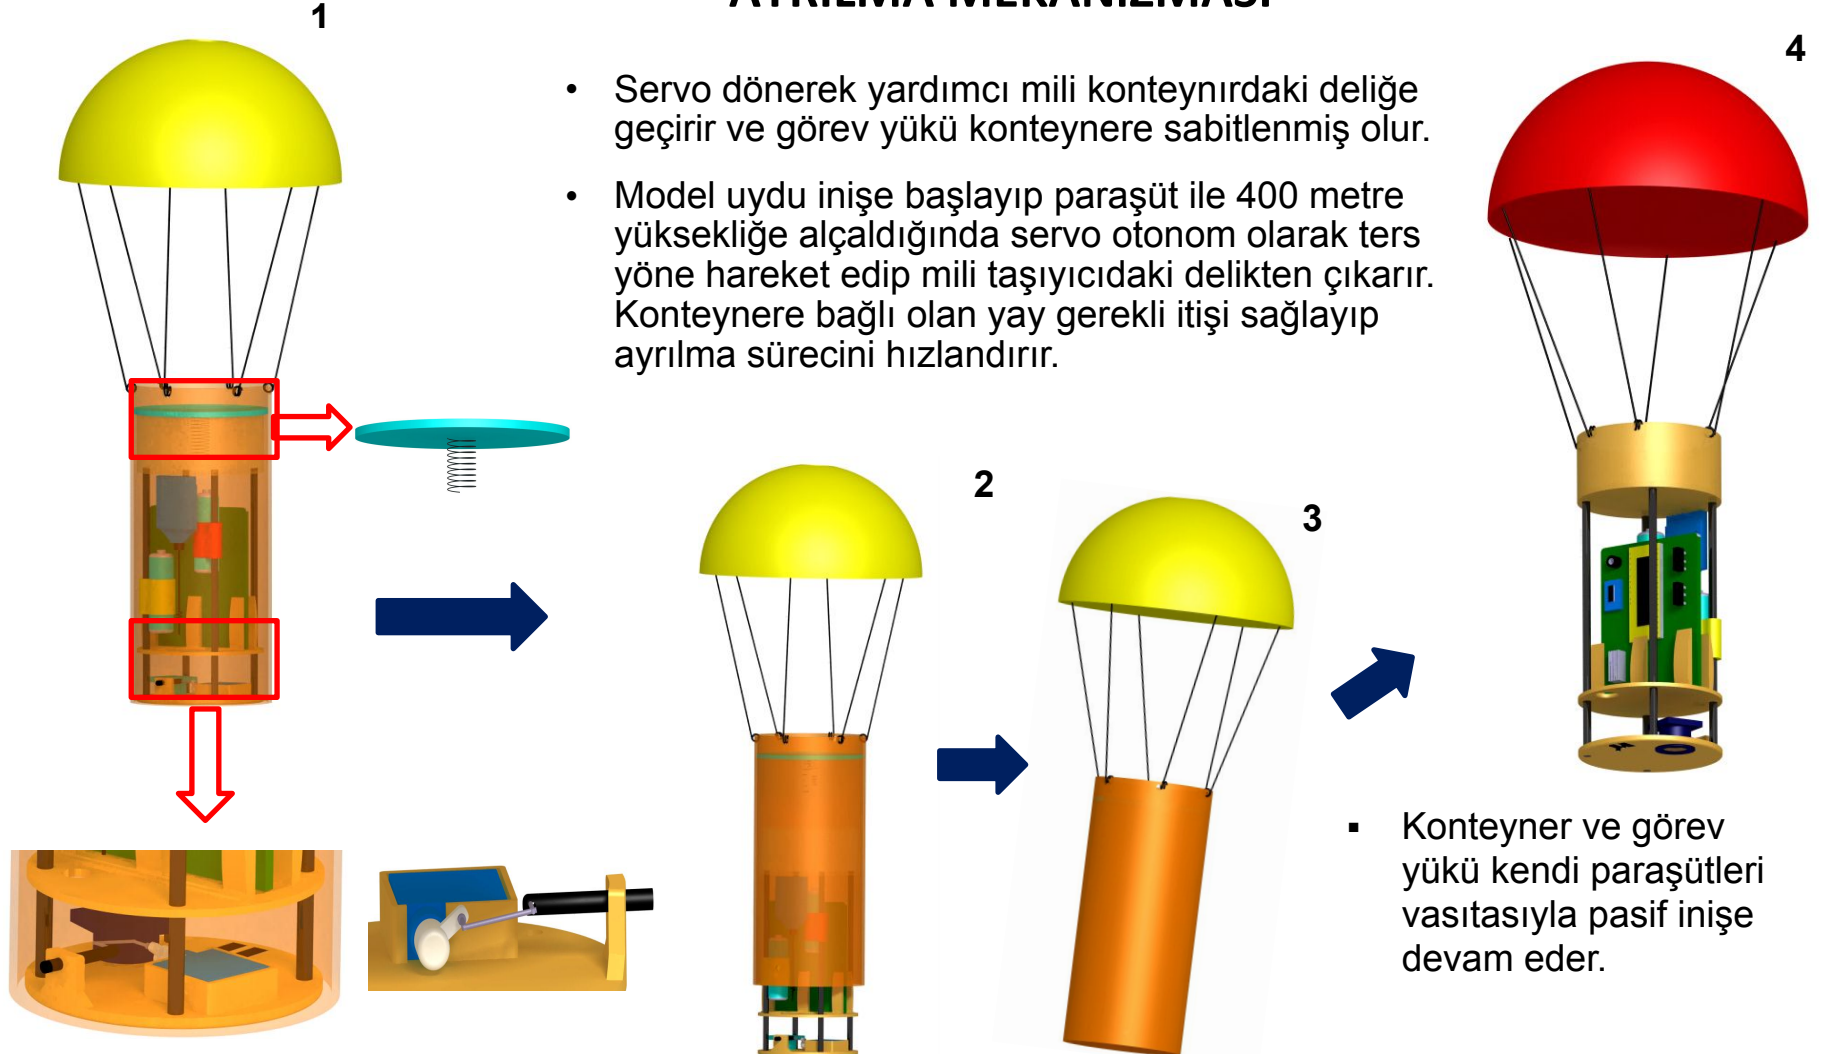 AYRILMA MEKANİZMASI
1
4
• Servo dönerek yardımcı mili konteynırdaki deliğe
geçirir ve görev yükü konteynere sabitlenmiş olur.
• Model uydu inişe başlayıp paraşüt ile 400 metre
yüksekliğe alçaldığında servo otonom olarak ters
yöne hareket edip mili taşıyıcıdaki delikten çıkarır.
Konteynere bağlı olan yay gerekli itişi sağlayıp
ayrılma sürecini hızlandırır.
2
3
▪ Konteyner ve görev
yükü kendi paraşütleri
vasıtasıyla pasif inişe
devam eder.